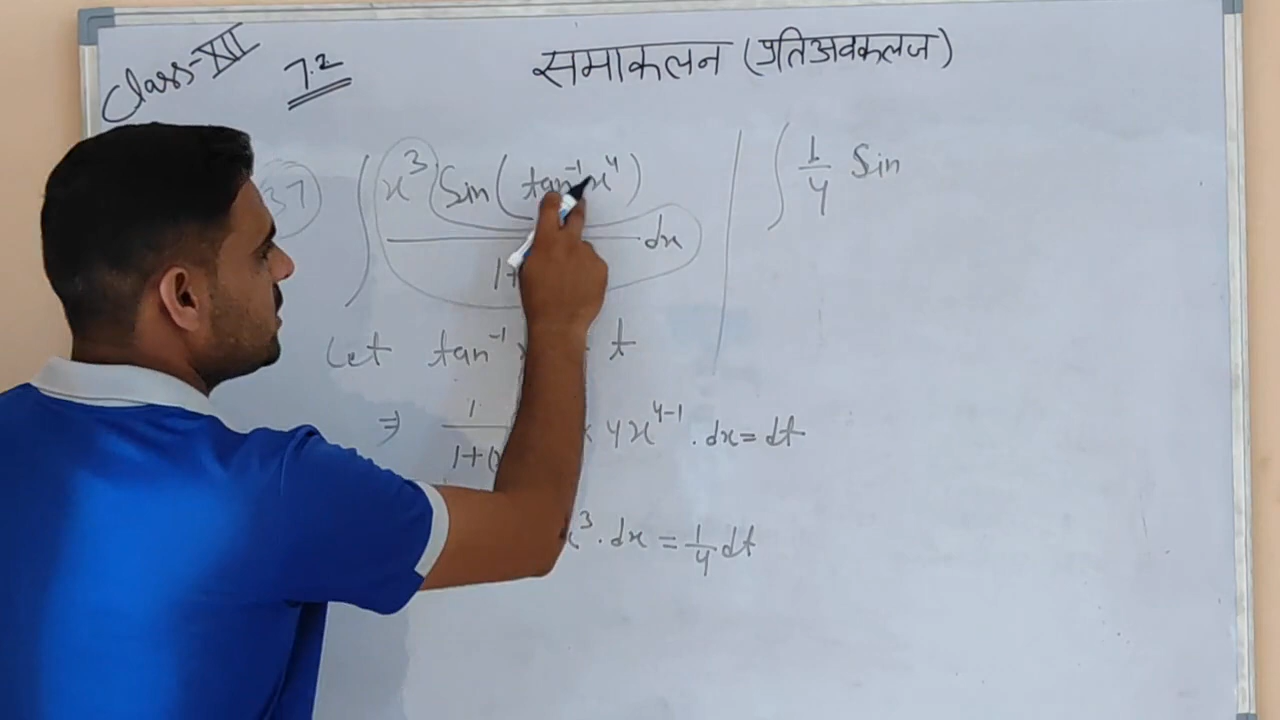 Class-XII
7.2
समाकलन (प्रतिअवकलज)
37 ∫ x³ Sin(tan⁻¹x⁴)
1+ dx
Let tan⁻¹ t
⇒ 1/1+( × 4x⁴⁻¹ . dx = dt
x³ . dx = 1/4 dt
∫ 1/4 Sin